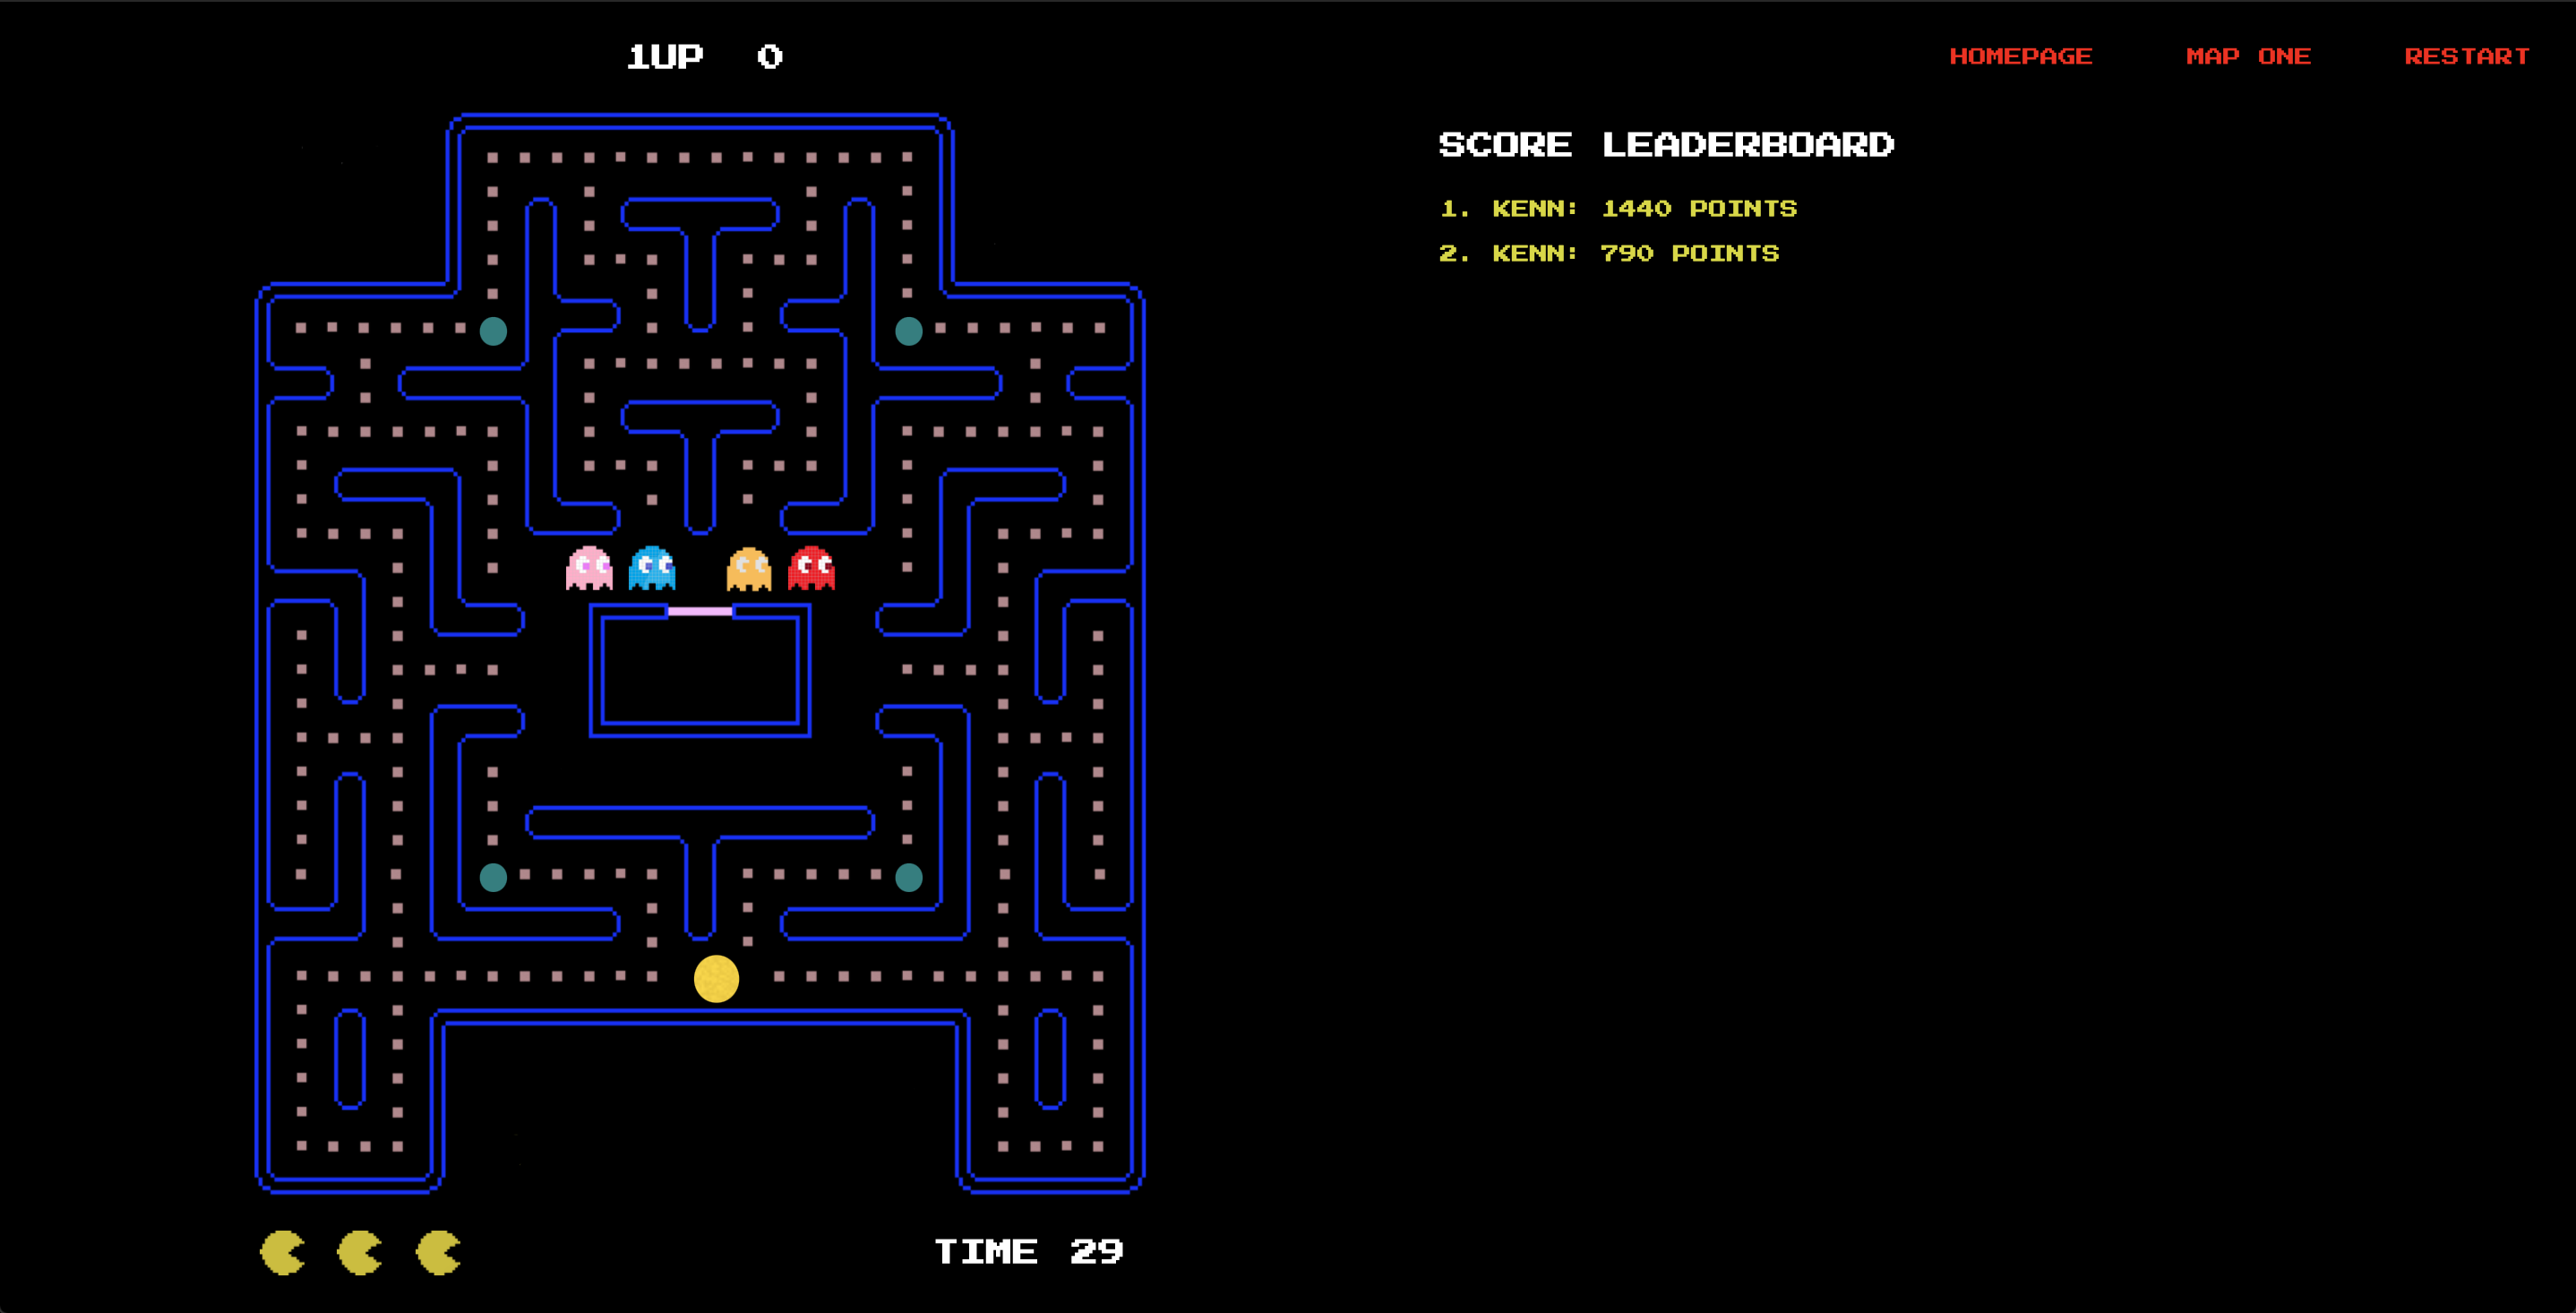 1UP 0
HOMEPAGE MAP ONE RESTART
SCORE LEADERBOARD
1. KENN: 1440 POINTS
2. KENN: 790 POINTS
TIME 29